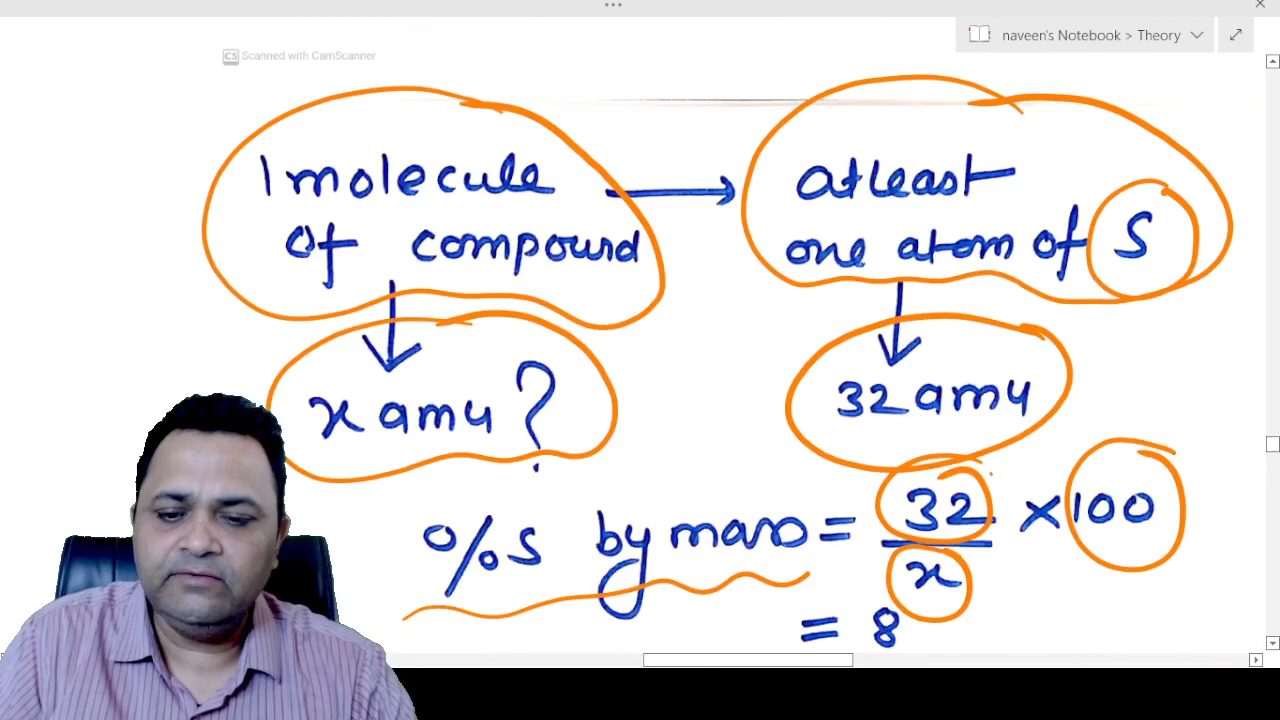 naveen's Notebook > Theory
CS Scanned with CamScanner
1 molecule
of compound
atleast
one atom of S
x amu ?
32 amu
% S by mass = 32 / x × 100
= 8